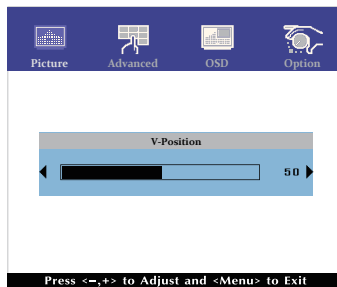 Picture Advanced OSD Option
V-Position
50
Press <–,+> to Adjust and <Menu> to Exit